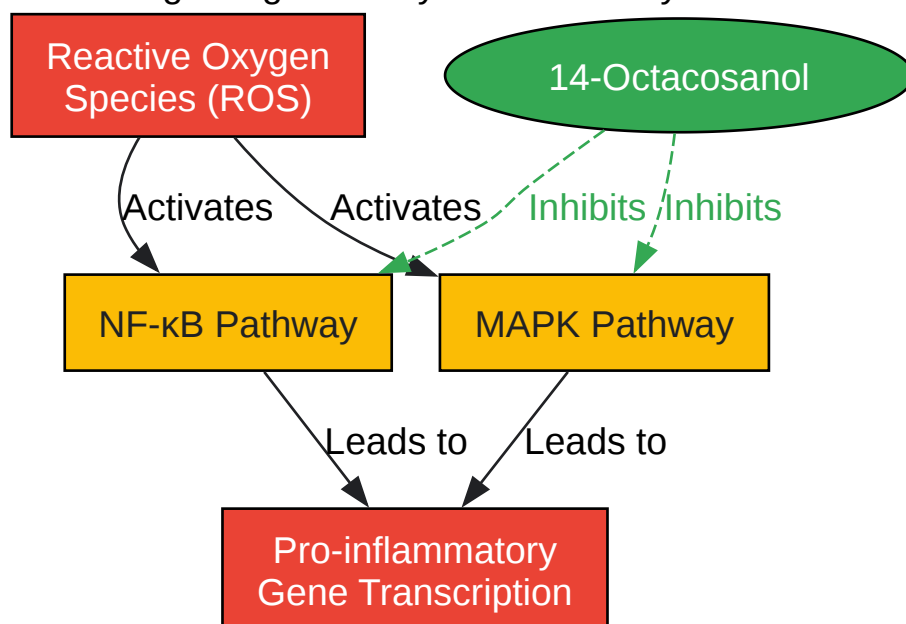 Reactive Oxygen
Species (ROS)
14-Octacosanol
Activates
Activates
Inhibits
Inhibits
NF-κB Pathway
MAPK Pathway
Leads to
Leads to
Pro-inflammatory
Gene Transcription